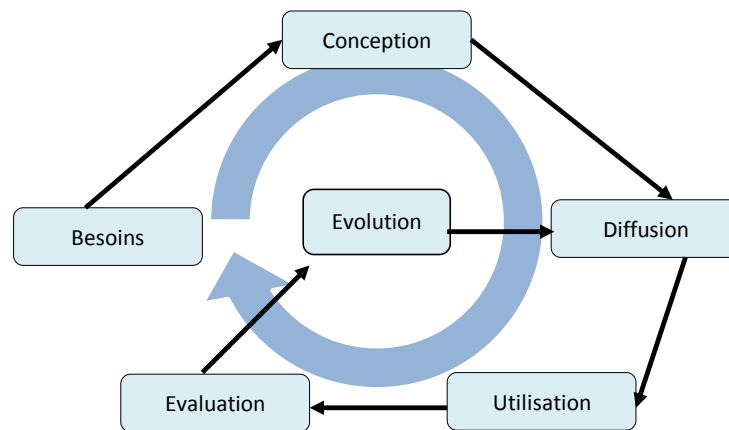 Conception
Besoins
Evolution
Diffusion
Evaluation
Utilisation